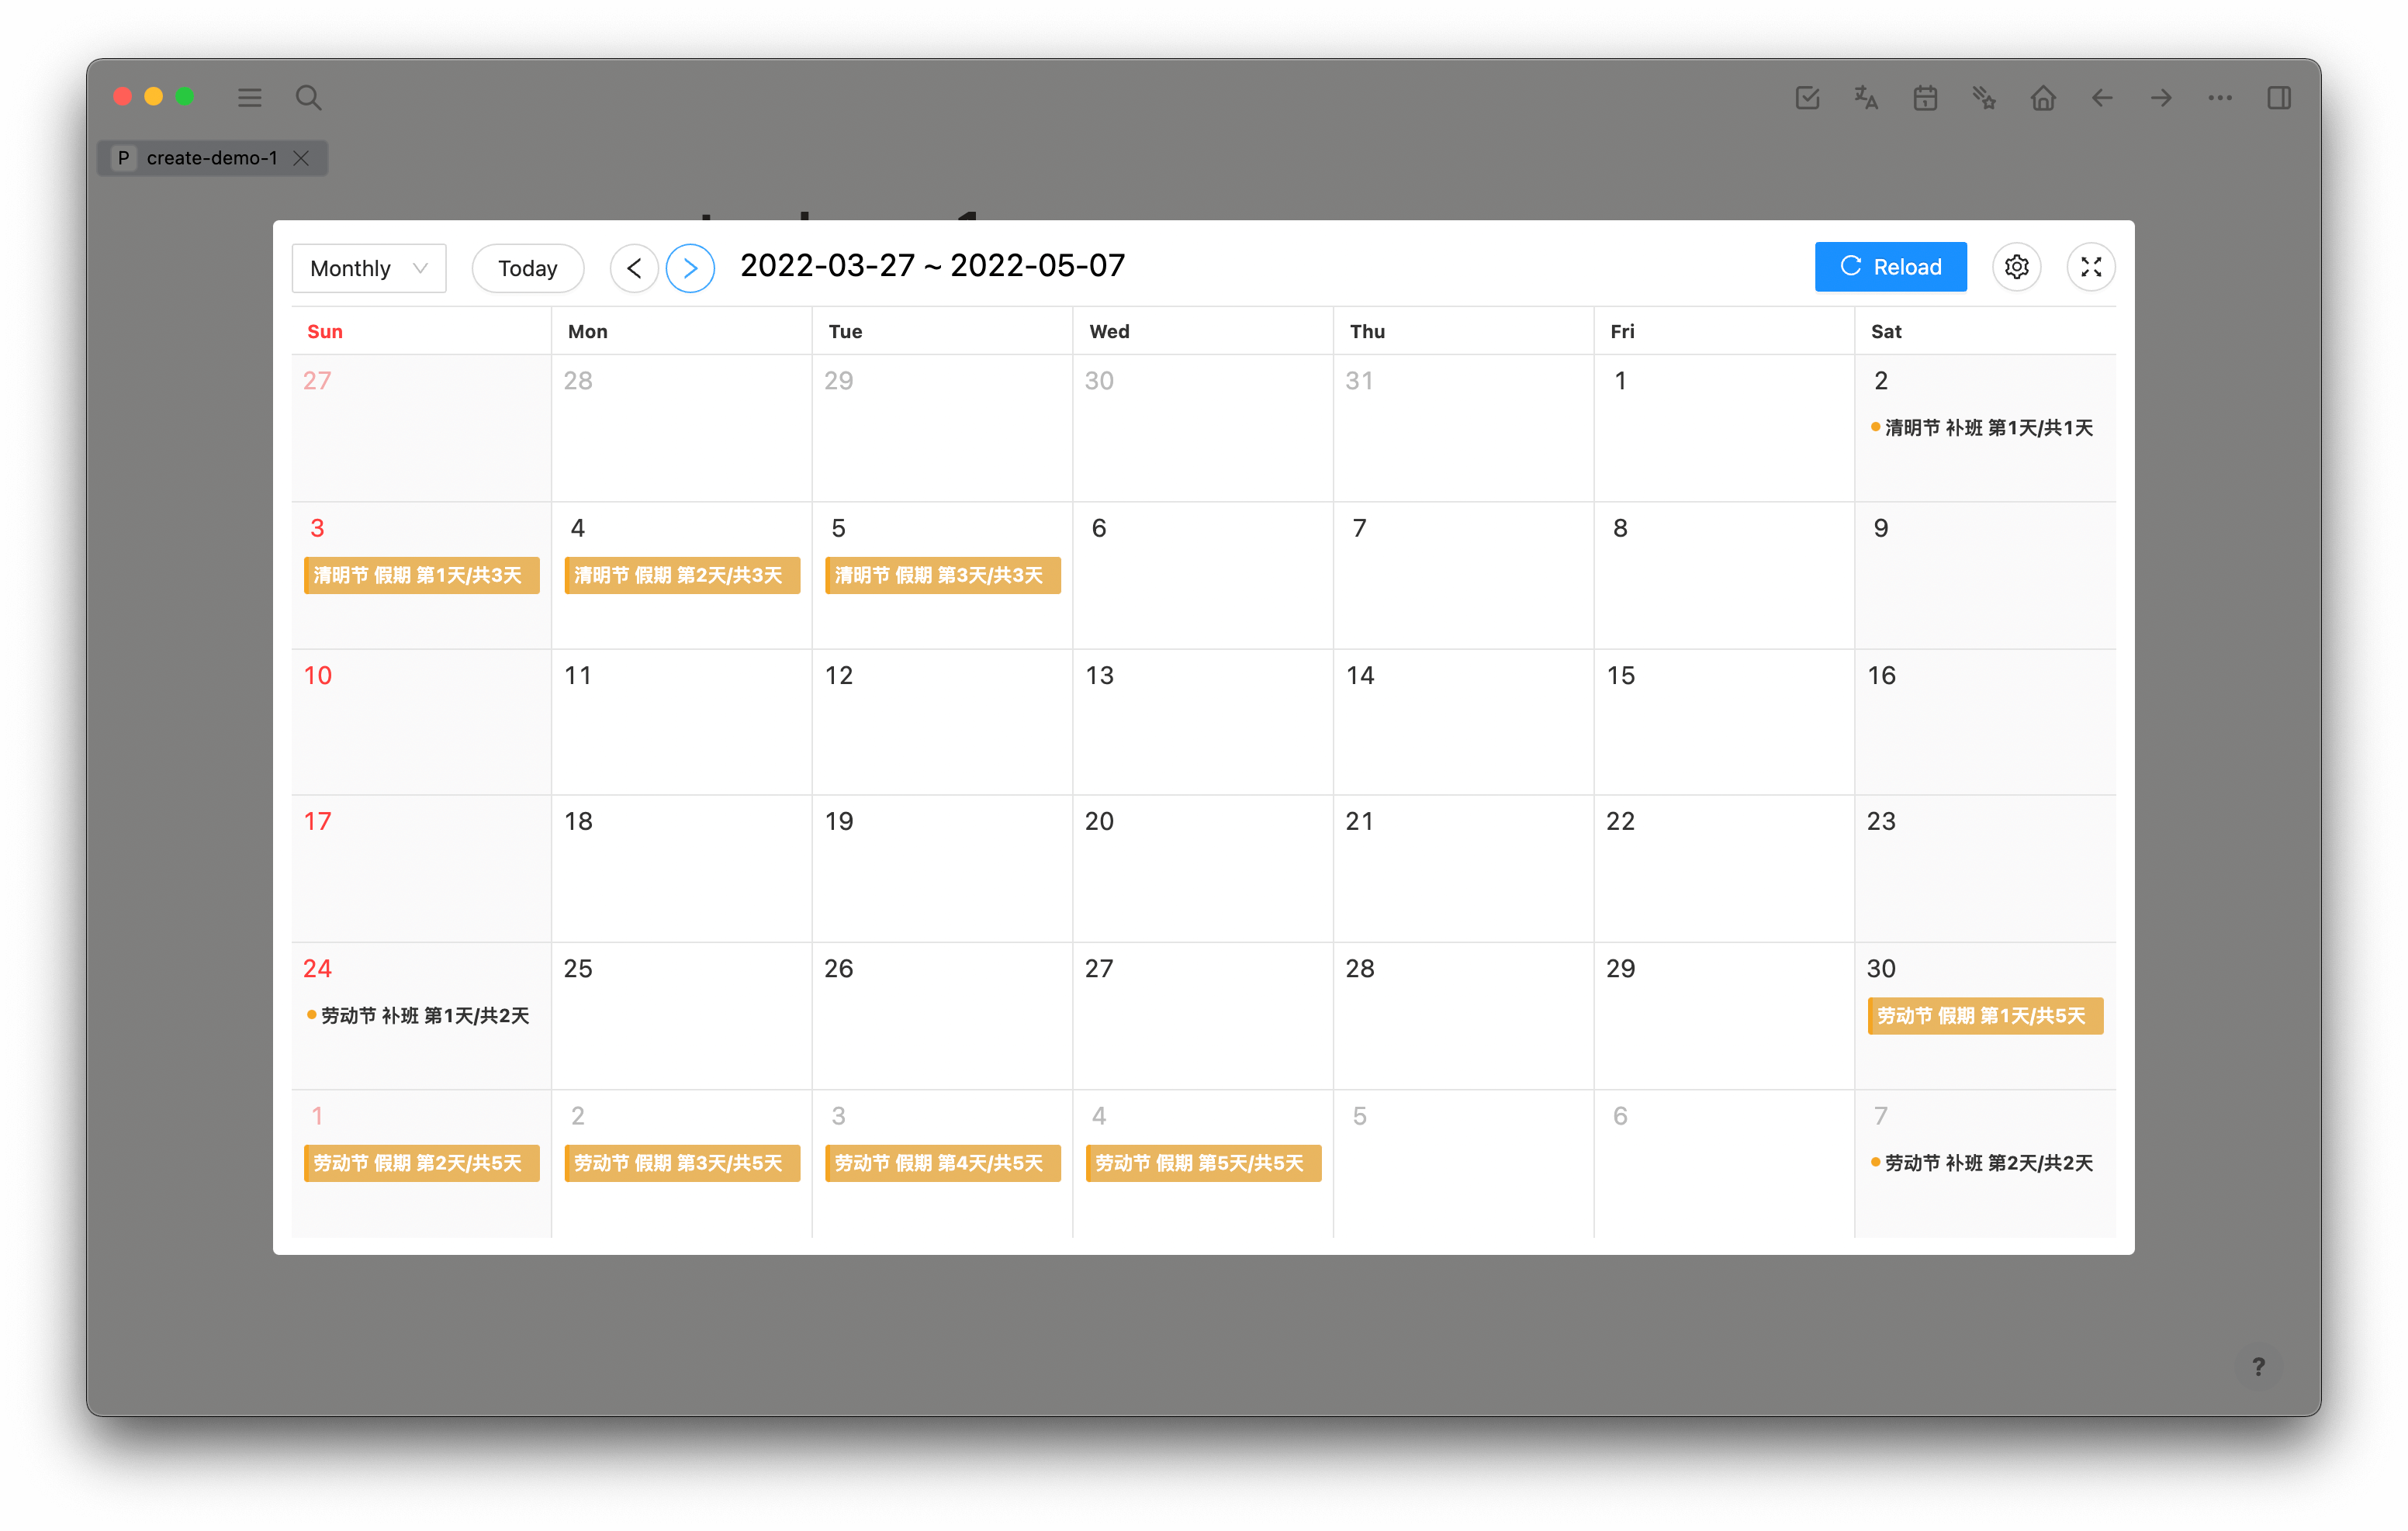 P create-demo-1
Monthly Today 2022-03-27 ~ 2022-05-07 Reload
Sun Mon Tue Wed Thu Fri Sat
27 28 29 30 31 1 2
清明节 补班 第1天/共1天
3 4 5 6 7 8 9
清明节 假期 第1天/共3天 清明节 假期 第2天/共3天 清明节 假期 第3天/共3天
10 11 12 13 14 15 16
17 18 19 20 21 22 23
24 25 26 27 28 29 30
劳动节 补班 第1天/共2天 劳动节 假期 第1天/共5天
1 2 3 4 5 6 7
劳动节 假期 第2天/共5天 劳动节 假期 第3天/共5天 劳动节 假期 第4天/共5天 劳动节 假期 第5天/共5天 劳动节 补班 第2天/共2天
?